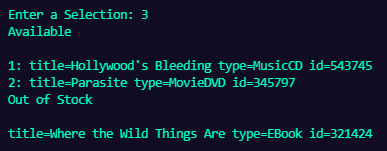 Enter a Selection: 3
Available
1: title=Hollywood's Bleeding type=MusicCD id=543745
2: title=Parasite type=MovieDVD id=345797
Out of Stock
title=Where the Wild Things Are type=EBook id=321424